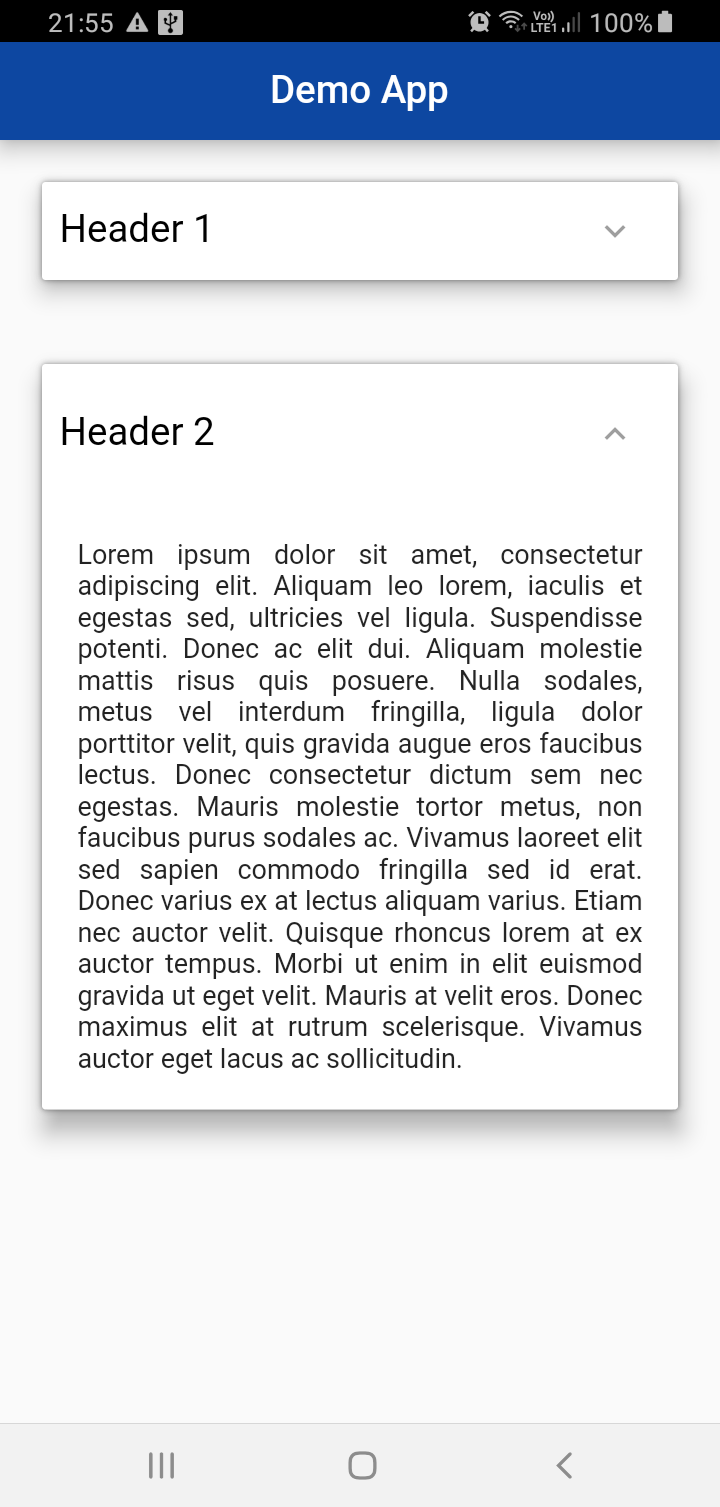 21:55
Vo)) LTE1 100%
Demo App
Header 1
Header 2
Lorem ipsum dolor sit amet, consectetur
adipiscing elit. Aliquam leo lorem, iaculis et
egestas sed, ultricies vel ligula. Suspendisse
potenti. Donec ac elit dui. Aliquam molestie
mattis risus quis posuere. Nulla sodales,
metus vel interdum fringilla, ligula dolor
porttitor velit, quis gravida augue eros faucibus
lectus. Donec consectetur dictum sem nec
egestas. Mauris molestie tortor metus, non
faucibus purus sodales ac. Vivamus laoreet elit
sed sapien commodo fringilla sed id erat.
Donec varius ex at lectus aliquam varius. Etiam
nec auctor velit. Quisque rhoncus lorem at ex
auctor tempus. Morbi ut enim in elit euismod
gravida ut eget velit. Mauris at velit eros. Donec
maximus elit at rutrum scelerisque. Vivamus
auctor eget lacus ac sollicitudin.